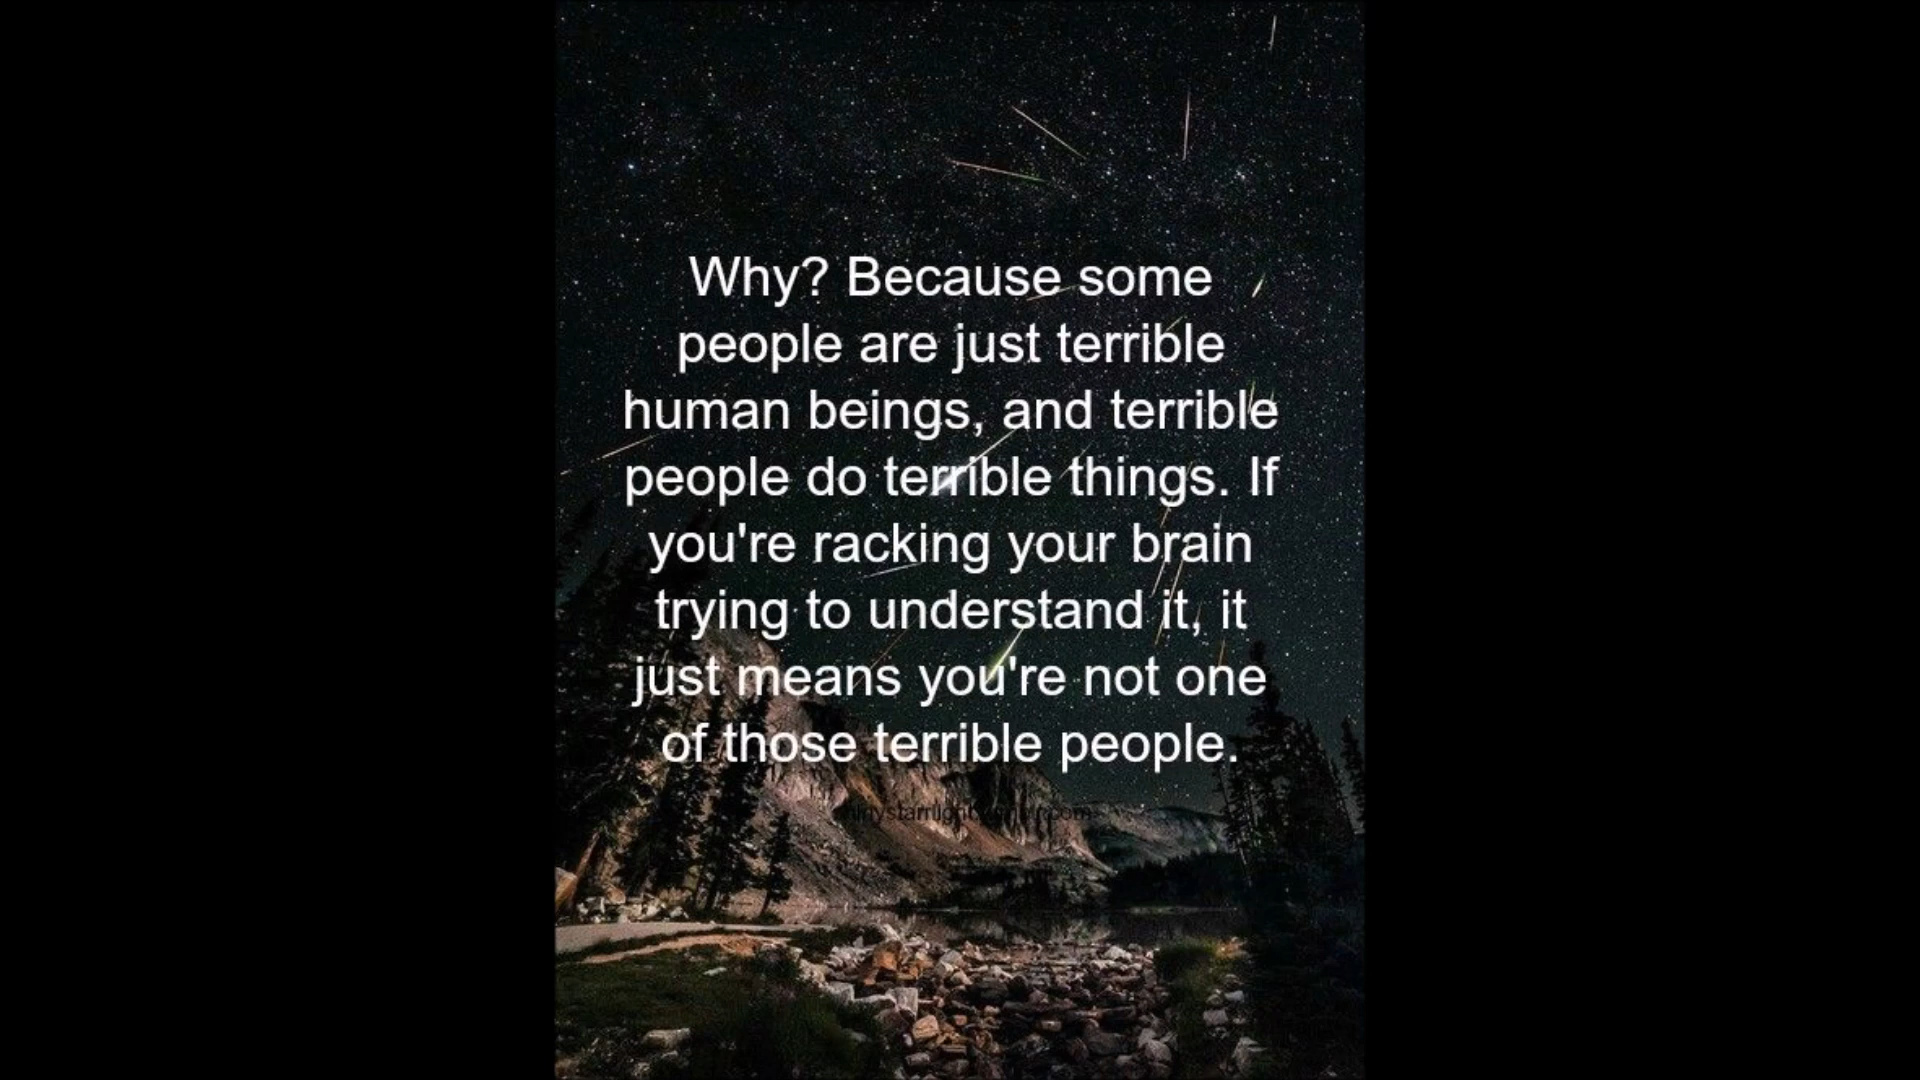 Why? Because some
people are just terrible
human beings, and terrible
people do terrible things. If
you're racking your brain
trying to understand it, it
just means you're not one
of those terrible people.